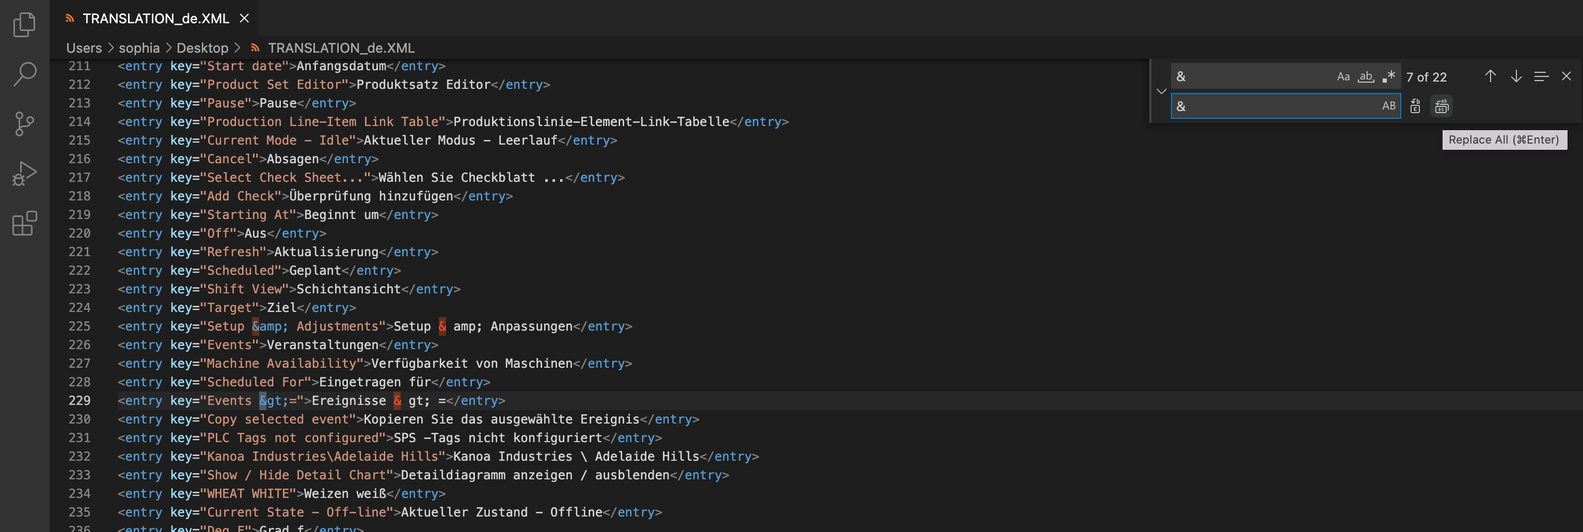 TRANSLATION_de.XML
Users > sophia > Desktop > TRANSLATION_de.XML
& Aa ab .* 7 of 22
& AB
Replace All (⌘Enter)
211 <entry key="Start date">Anfangsdatum</entry>
212 <entry key="Product Set Editor">Produktsatz Editor</entry>
213 <entry key="Pause">Pause</entry>
214 <entry key="Production Line-Item Link Table">Produktionslinie-Element-Link-Tabelle</entry>
215 <entry key="Current Mode - Idle">Aktueller Modus - Leerlauf</entry>
216 <entry key="Cancel">Absagen</entry>
217 <entry key="Select Check Sheet...">Wählen Sie Checkblatt ...</entry>
218 <entry key="Add Check">Überprüfung hinzufügen</entry>
219 <entry key="Starting At">Beginnt um</entry>
220 <entry key="Off">Aus</entry>
221 <entry key="Refresh">Aktualisierung</entry>
222 <entry key="Scheduled">Geplant</entry>
223 <entry key="Shift View">Schichtansicht</entry>
224 <entry key="Target">Ziel</entry>
225 <entry key="Setup &amp; Adjustments">Setup & amp; Anpassungen</entry>
226 <entry key="Events">Veranstaltungen</entry>
227 <entry key="Machine Availability">Verfügbarkeit von Maschinen</entry>
228 <entry key="Scheduled For">Eingetragen für</entry>
229 <entry key="Events &gt;=">Ereignisse & gt; =</entry>
230 <entry key="Copy selected event">Kopieren Sie das ausgewählte Ereignis</entry>
231 <entry key="PLC Tags not configured">SPS -Tags nicht konfiguriert</entry>
232 <entry key="Kanoa Industries\Adelaide Hills">Kanoa Industries \ Adelaide Hills</entry>
233 <entry key="Show / Hide Detail Chart">Detaildiagramm anzeigen / ausblenden</entry>
234 <entry key="WHEAT WHITE">Weizen weiß</entry>
235 <entry key="Current State - Off-line">Aktueller Zustand - Offline</entry>
236 <entry key="Deg F">Grad f</entry>